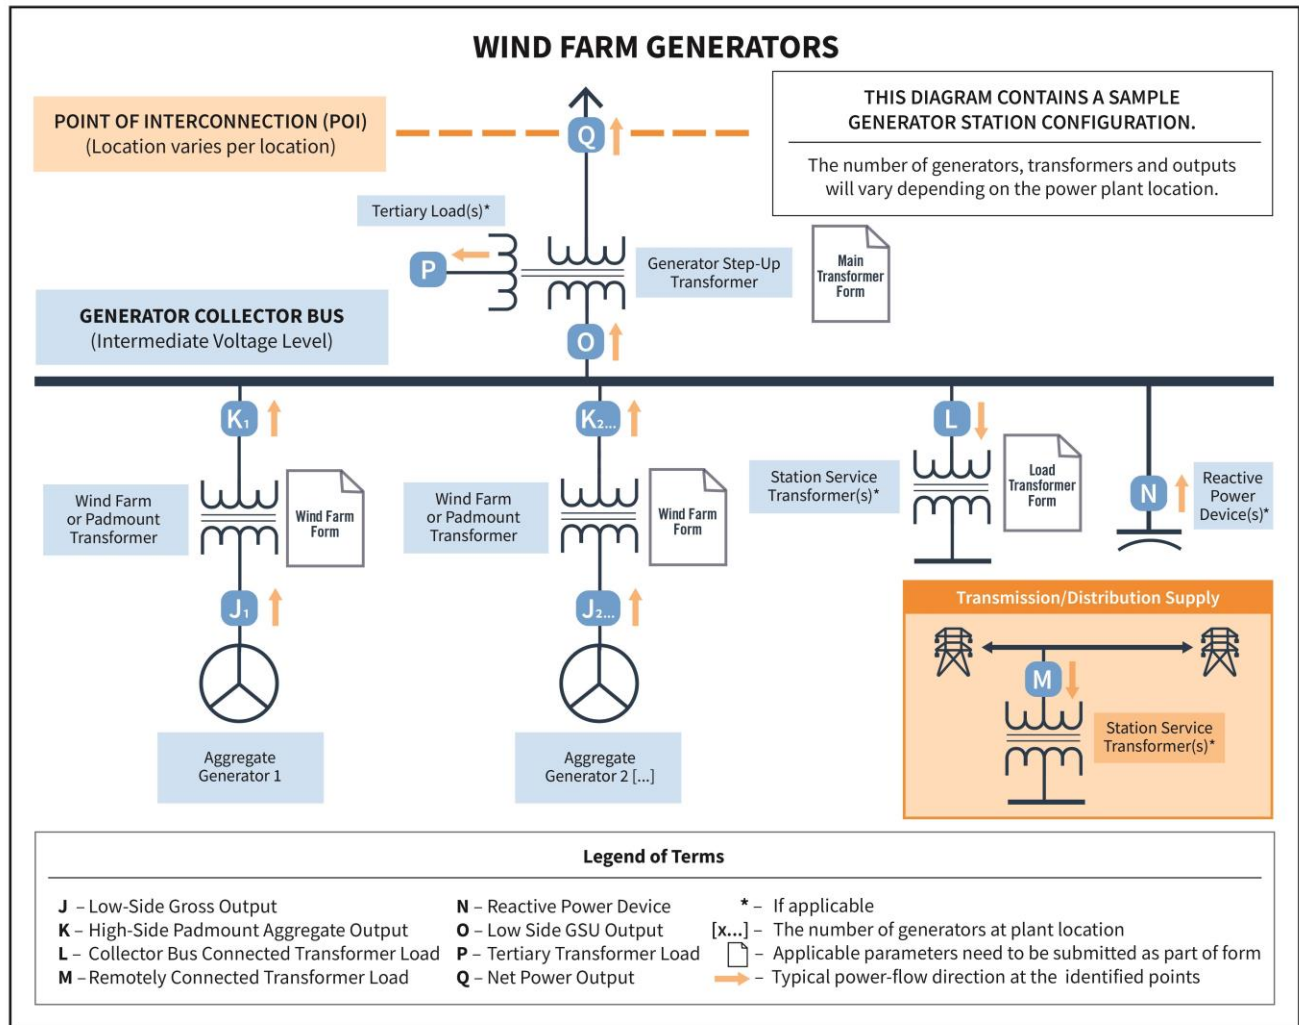 WIND FARM GENERATORS
POINT OF INTERCONNECTION (POI)
(Location varies per location)
Q
THIS DIAGRAM CONTAINS A SAMPLE
GENERATOR STATION CONFIGURATION.
The number of generators, transformers and outputs
will vary depending on the power plant location.
Tertiary Load(s)*
P
Generator Step-Up
Transformer
Main
Transformer
Form
GENERATOR COLLECTOR BUS
(Intermediate Voltage Level)
O
K1
K2...
L
Wind Farm
or Padmount
Transformer
Wind Farm
Form
Wind Farm
or Padmount
Transformer
Wind Farm
Form
Station Service
Transformer(s)*
Load
Transformer
Form
N
Reactive
Power
Device(s)*
J1
J2...
Aggregate
Generator 1
Aggregate
Generator 2 [...]
Transmission/Distribution Supply
M
Station Service
Transformer(s)*
Legend of Terms
J – Low-Side Gross Output
K – High-Side Padmount Aggregate Output
L – Collector Bus Connected Transformer Load
M – Remotely Connected Transformer Load
N – Reactive Power Device
O – Low Side GSU Output
P – Tertiary Transformer Load
Q – Net Power Output
* – If applicable
[x...] – The number of generators at plant location
– Applicable parameters need to be submitted as part of form
– Typical power-flow direction at the identified points